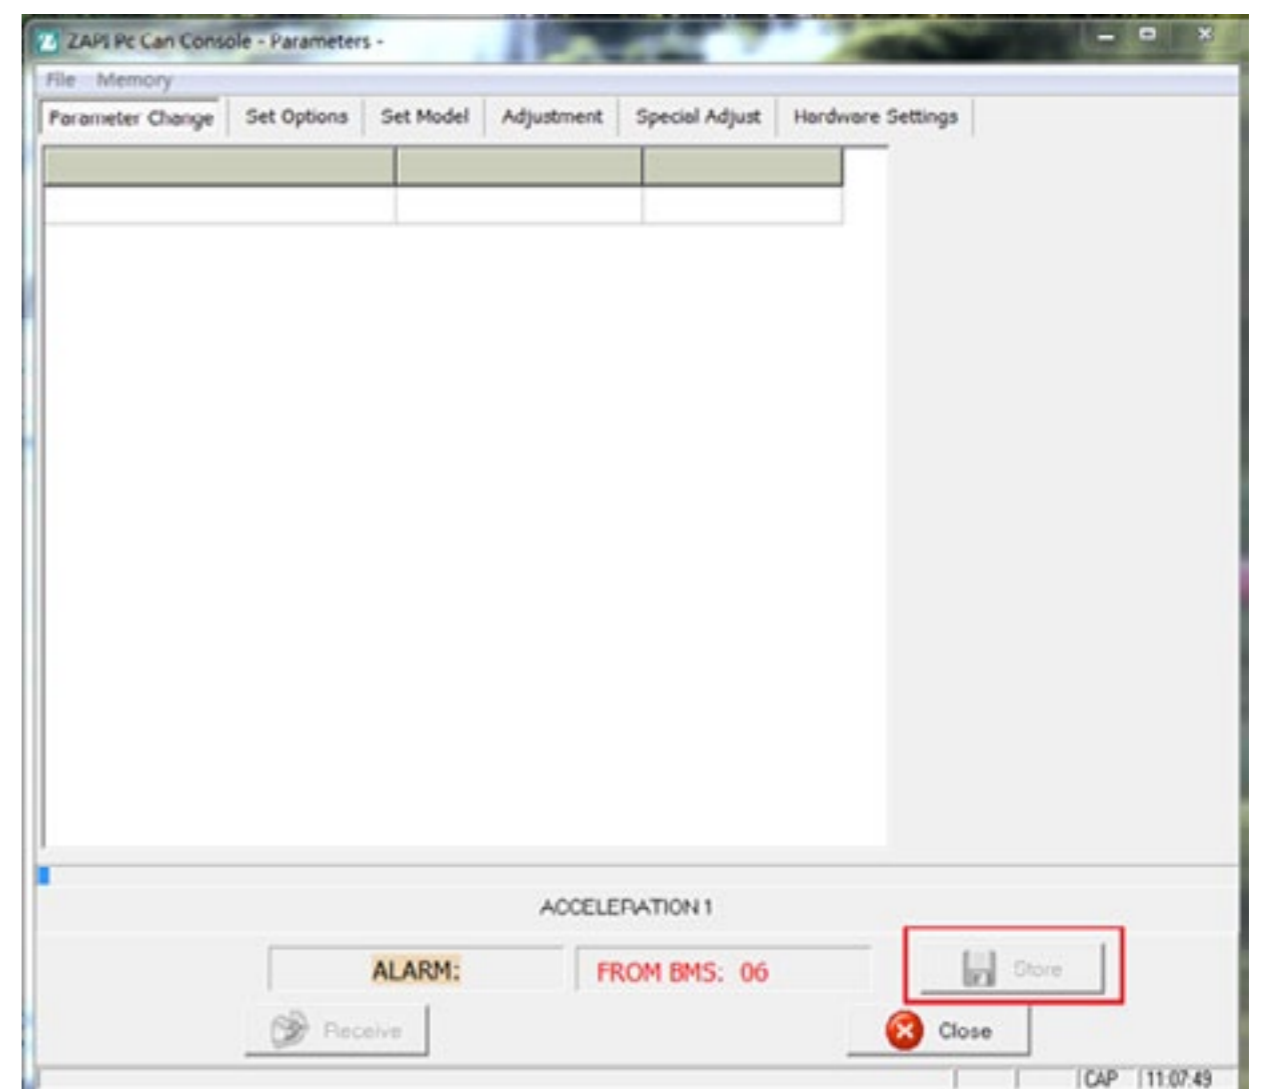 ZAPI Pc Can Console - Parameters -
File Memory
Parameter Change Set Options Set Model Adjustment Special Adjust Hardware Settings
ACCELERATION 1
ALARM: FROM BMS: 06 Store
Receive Close
CAP 11:07:49